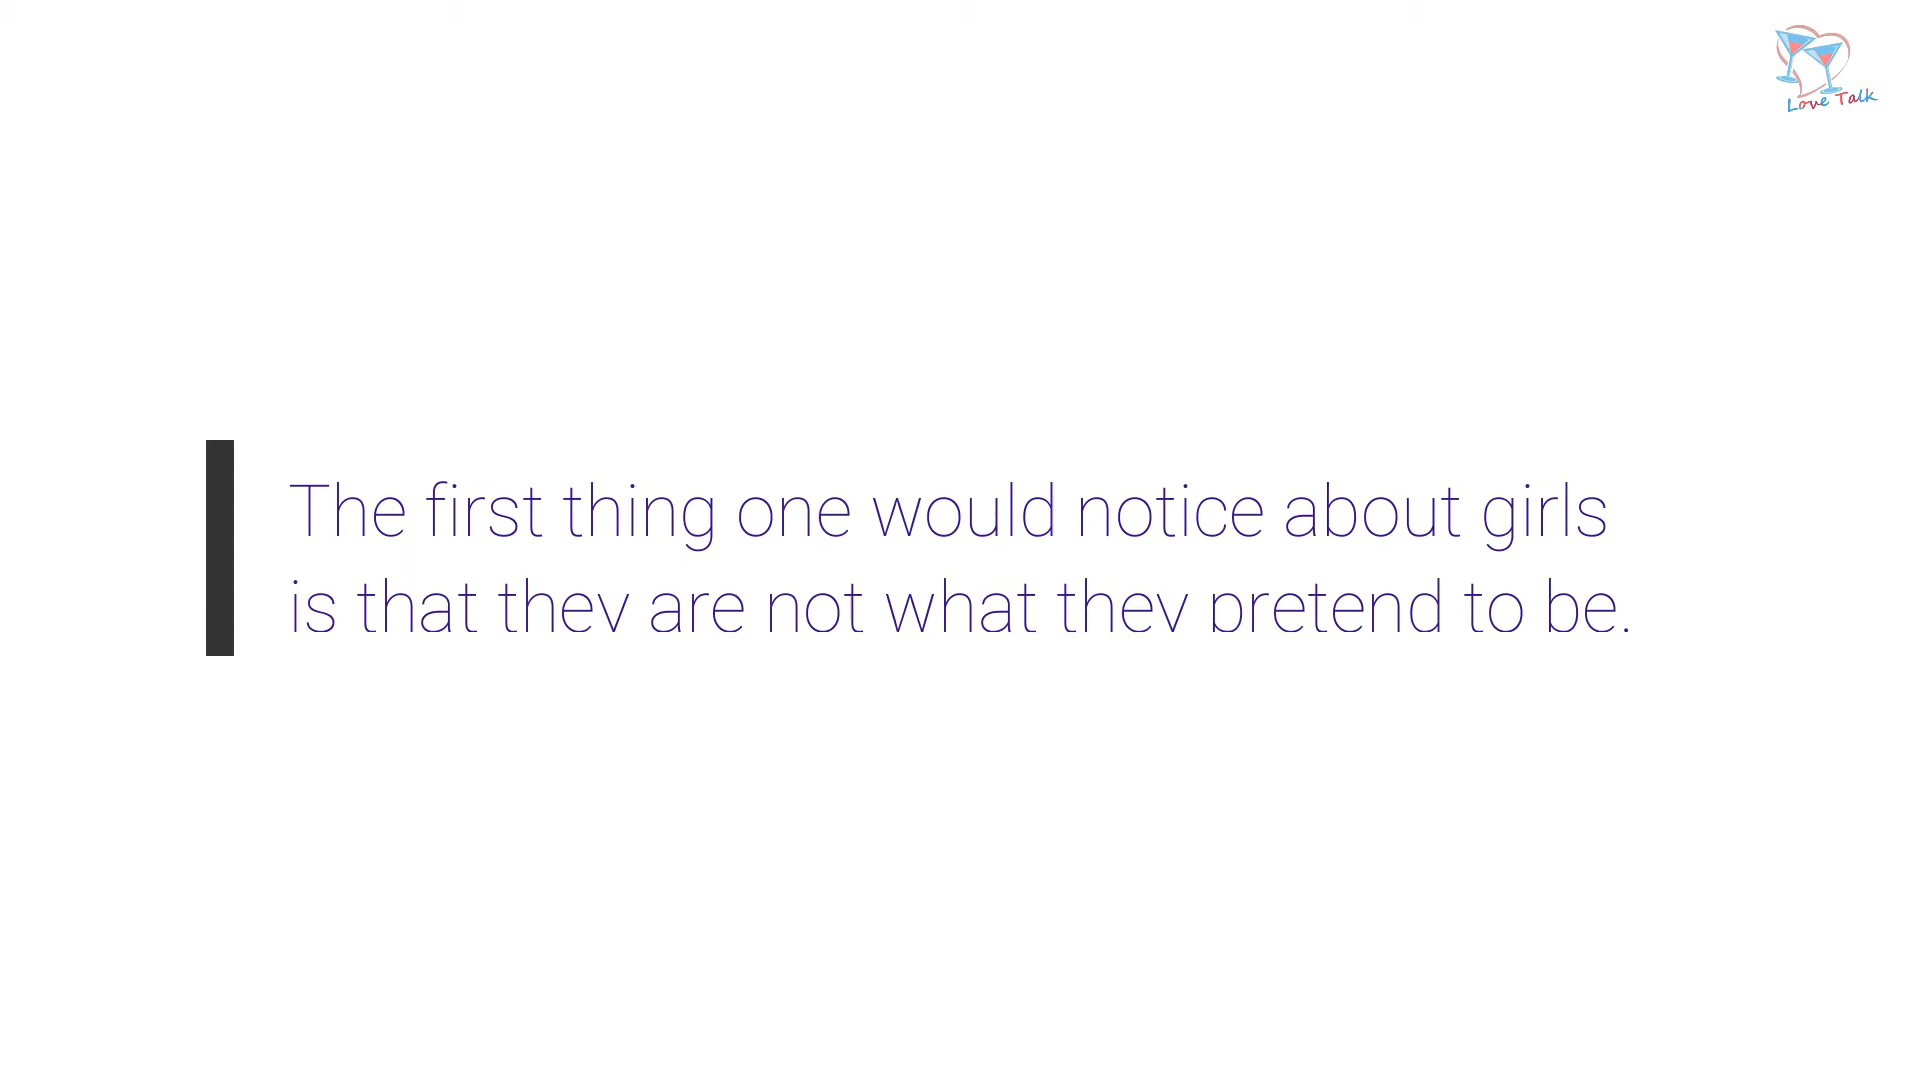 Love Talk
The first thing one would notice about girls
is that they are not what they pretend to be.